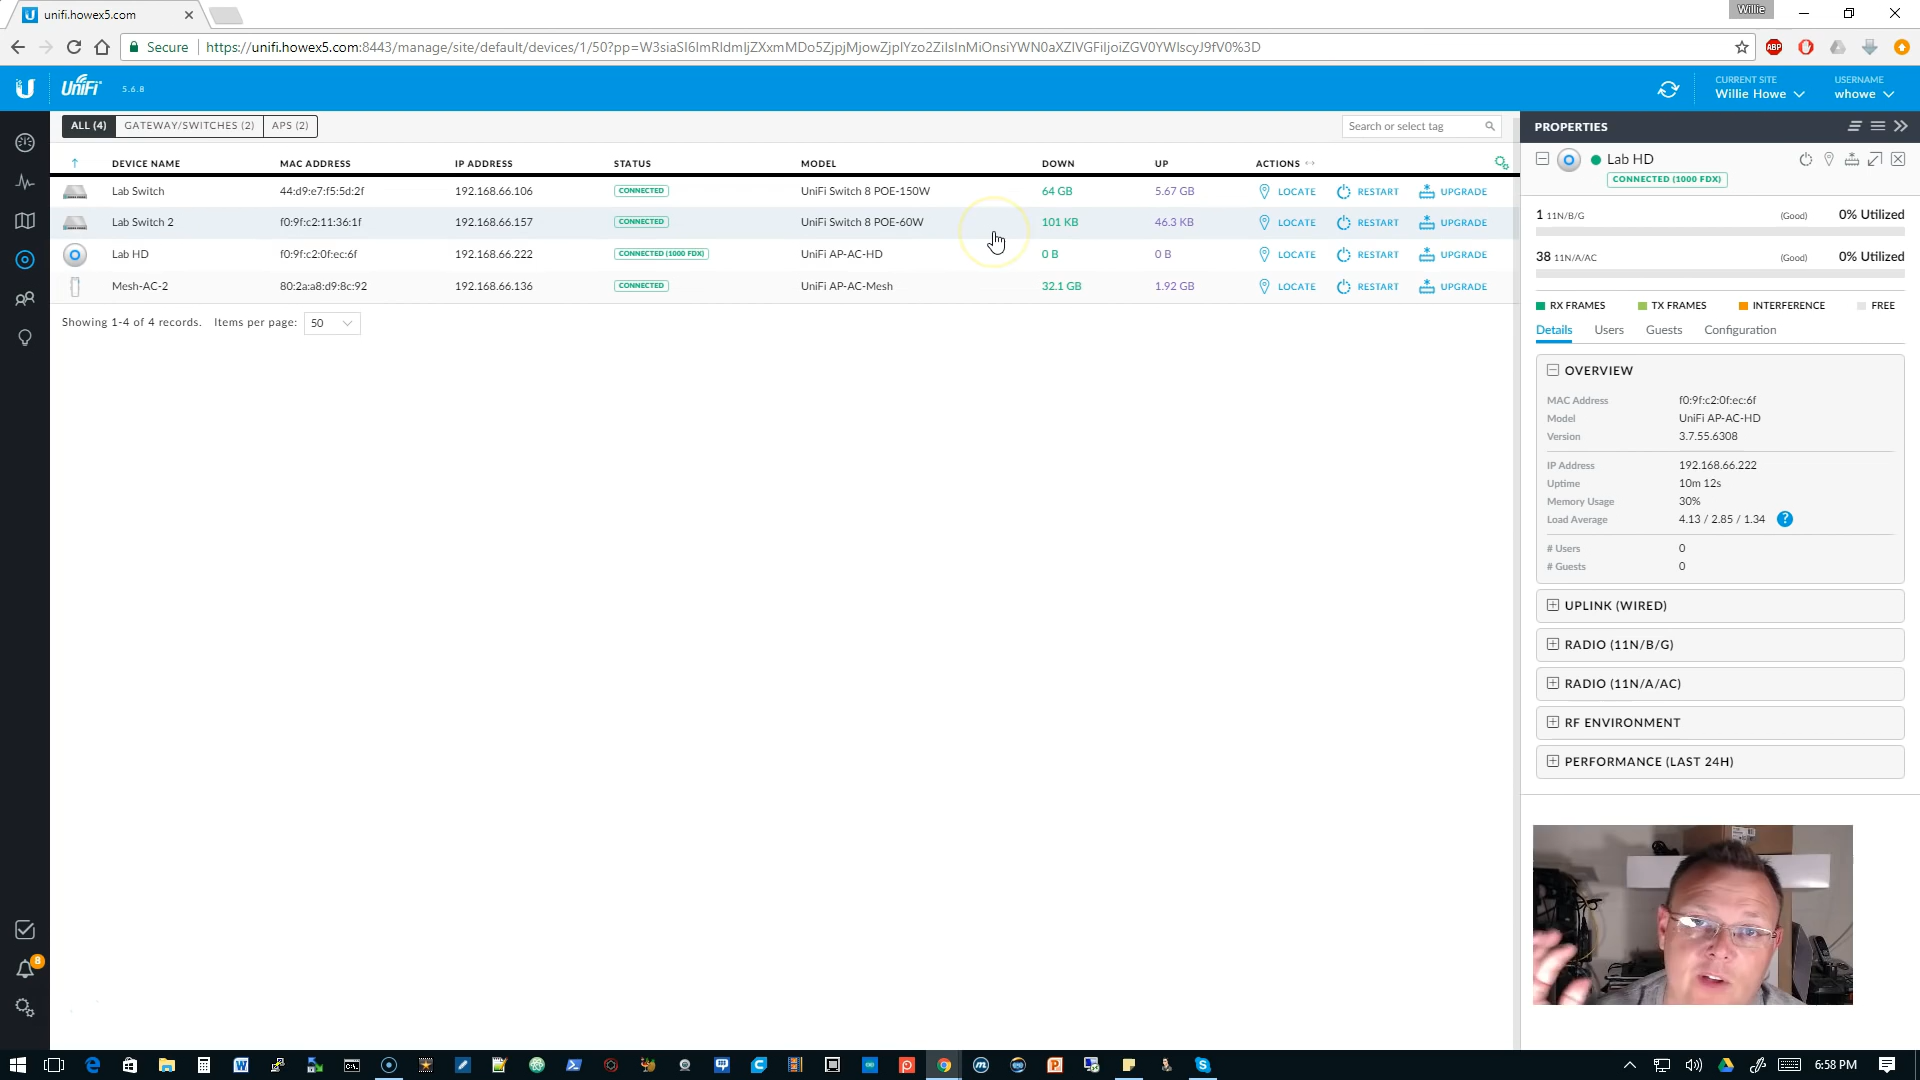 unifi.howex5.com
Willie
Secure
https://unifi.howex5.com:8443/manage/site/default/devices/1/50?pp=W3siaSI6ImRldmljZXxmMDo5ZjpjMjowZjplYzo2ZiIsInMiOnsiYWN0aXZlVGFiIjoiZGV0YWlscyJ9fV0%3D
ABP
UniFi 5.6.8
CURRENT SITE
Willie Howe
USERNAME
whowe
ALL (4) GATEWAY/SWITCHES (2) APS (2)
Search or select tag
DEVICE NAME MAC ADDRESS IP ADDRESS STATUS MODEL DOWN UP ACTIONS
Lab Switch 44:d9:e7:f5:5d:2f 192.168.66.106 CONNECTED UniFi Switch 8 POE-150W 64 GB 5.67 GB LOCATE RESTART UPGRADE
Lab Switch 2 f0:9f:c2:11:36:1f 192.168.66.157 CONNECTED UniFi Switch 8 POE-60W 101 KB 46.3 KB LOCATE RESTART UPGRADE
Lab HD f0:9f:c2:0f:ec:6f 192.168.66.222 CONNECTED (1000 FDX) UniFi AP-AC-HD 0 B 0 B LOCATE RESTART UPGRADE
Mesh-AC-2 80:2a:a8:d9:8c:92 192.168.66.136 CONNECTED UniFi AP-AC-Mesh 32.1 GB 1.92 GB LOCATE RESTART UPGRADE
Showing 1-4 of 4 records. Items per page: 50
PROPERTIES
Lab HD
CONNECTED (1000 FDX)
1 11N/B/G (Good) 0% Utilized
38 11N/A/AC (Good) 0% Utilized
RX FRAMES TX FRAMES INTERFERENCE FREE
Details Users Guests Configuration
OVERVIEW
MAC Address f0:9f:c2:0f:ec:6f
Model UniFi AP-AC-HD
Version 3.7.55.6308
IP Address 192.168.66.222
Uptime 10m 12s
Memory Usage 30%
Load Average 4.13 / 2.85 / 1.34 ?
# Users 0
# Guests 0
UPLINK (WIRED)
RADIO (11N/B/G)
RADIO (11N/A/AC)
RF ENVIRONMENT
PERFORMANCE (LAST 24H)
8
6:58 PM